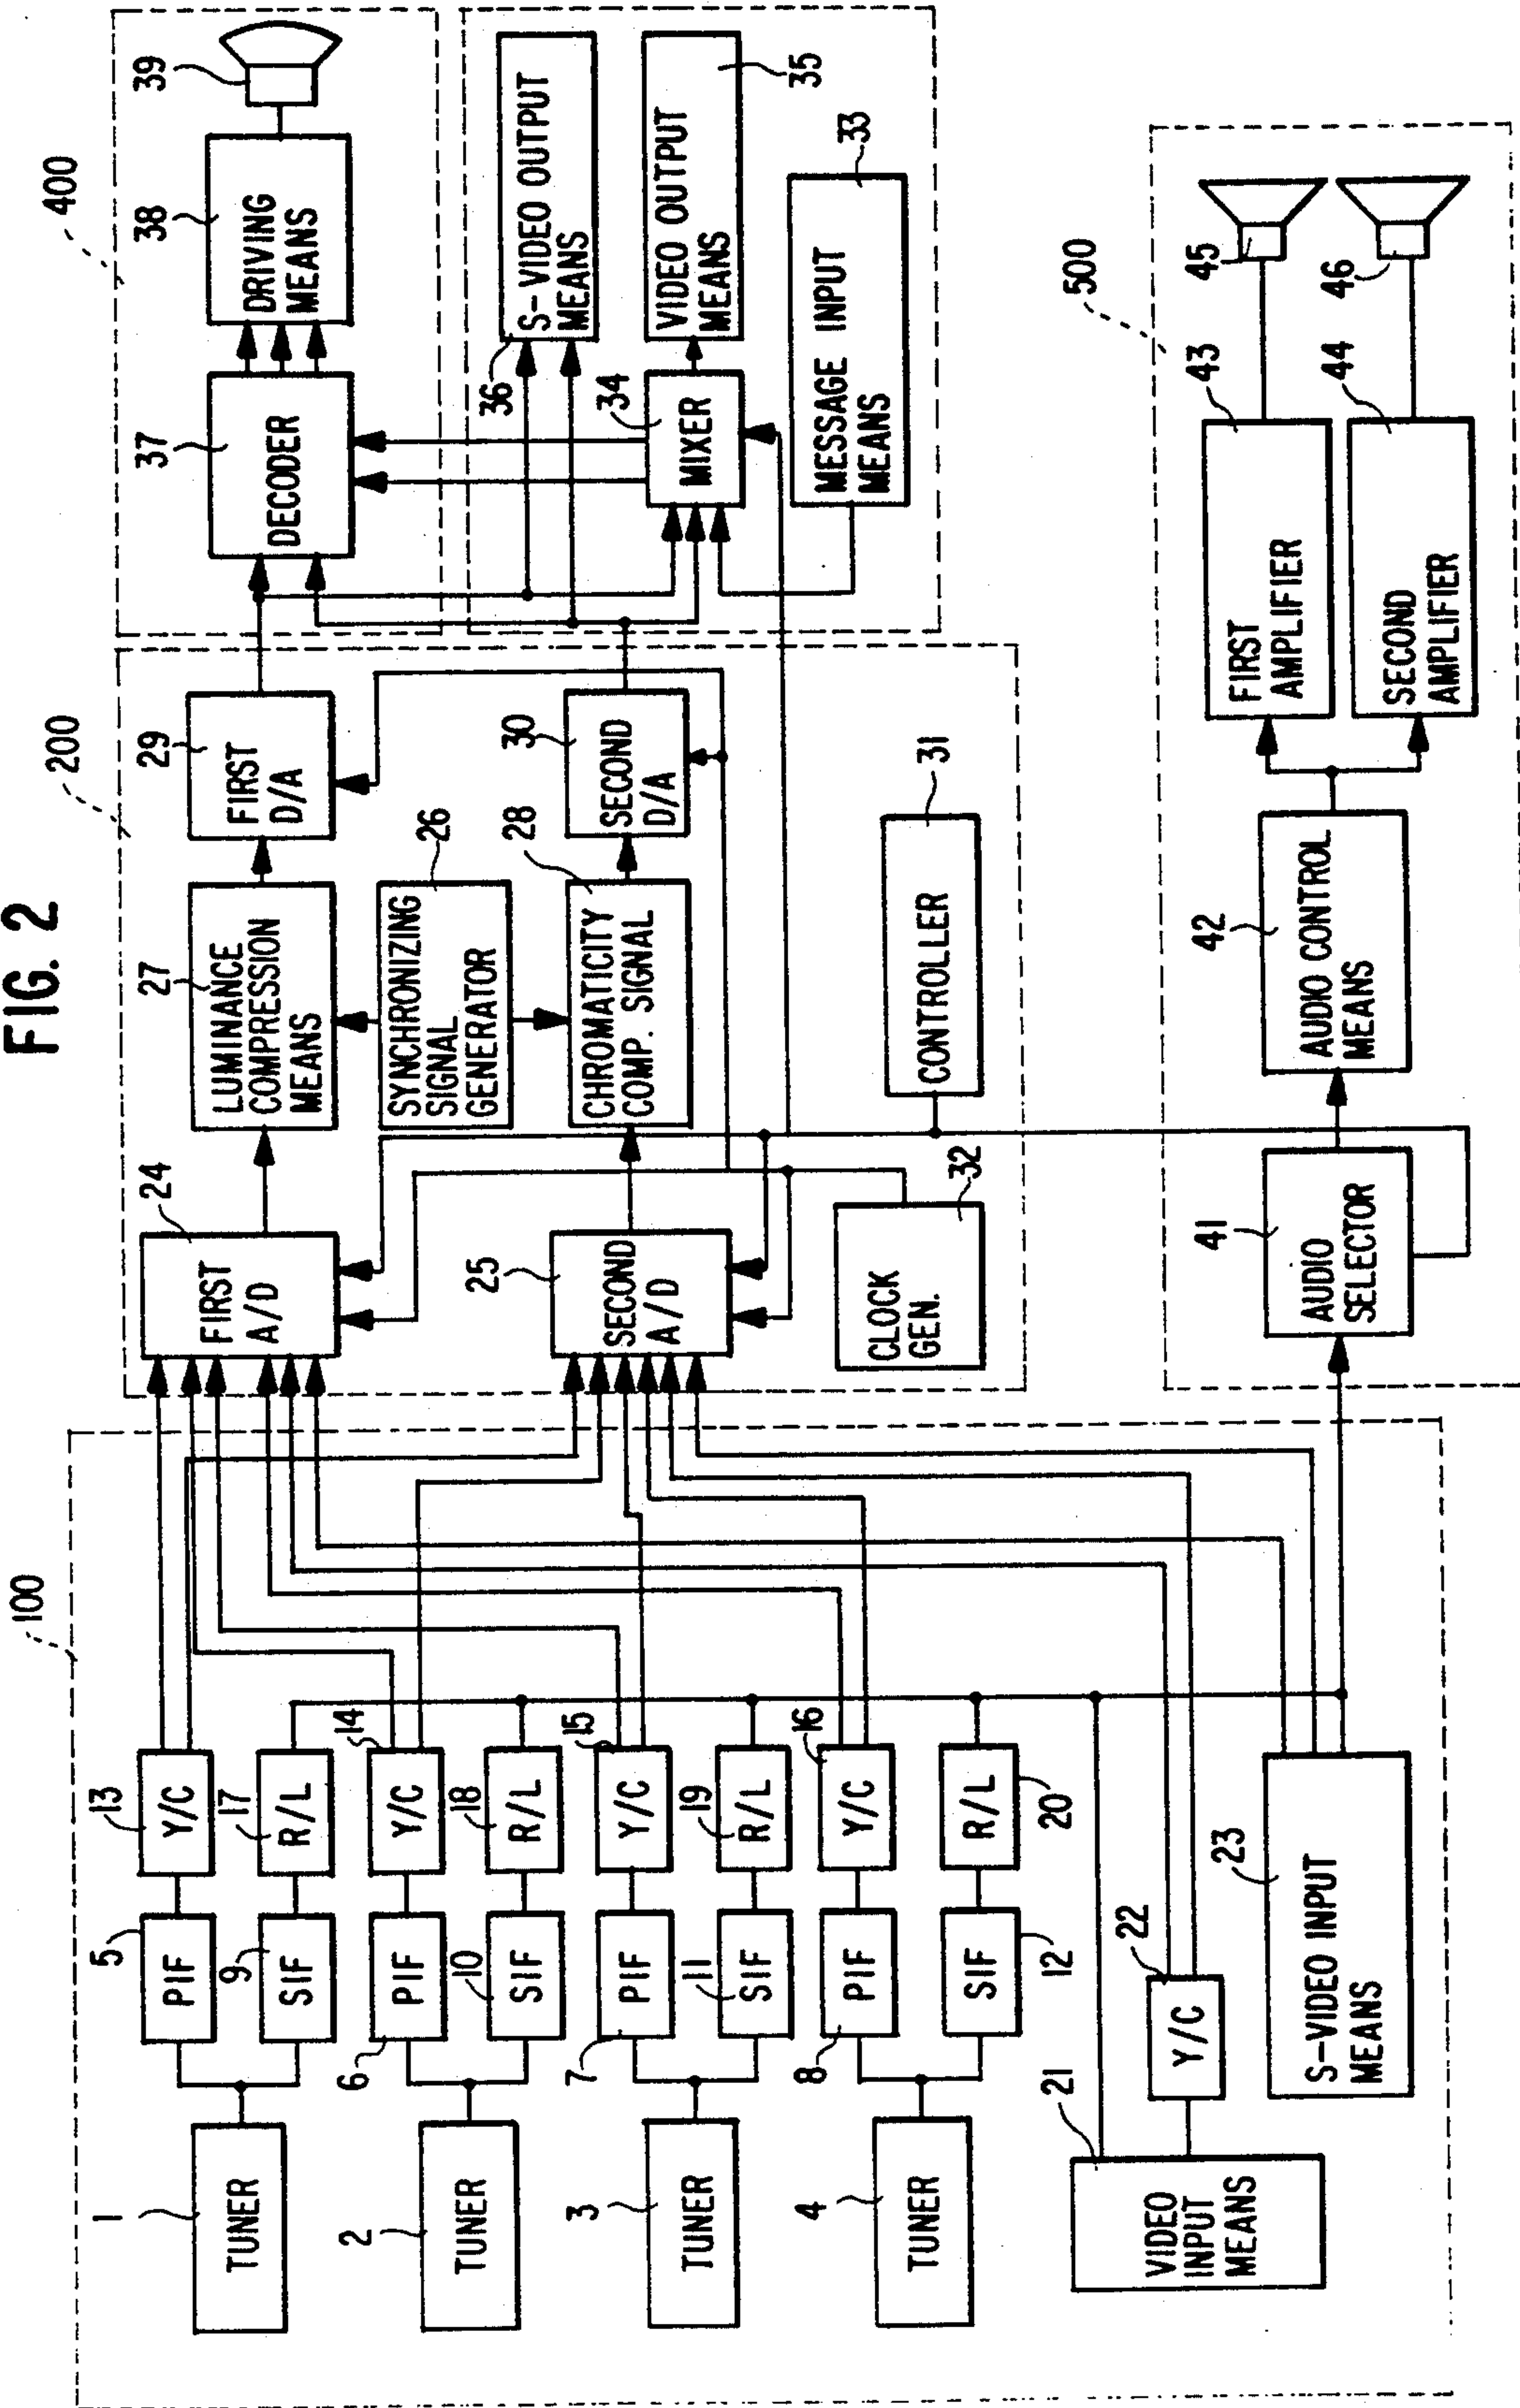 FIG. 2
100
1
TUNER
5
PIF
13
Y/C
9
SIF
17
R/L
2
TUNER
6
PIF
14
Y/C
10
SIF
18
R/L
3
TUNER
7
PIF
15
Y/C
11
SIF
19
R/L
4
TUNER
8
PIF
16
Y/C
SIF
12
R/L
20
21
VIDEO
INPUT
MEANS
22
Y/C
23
S-VIDEO INPUT
MEANS
200
24
FIRST
A/D
27
LUMINANCE
COMPRESSION
MEANS
29
FIRST
D/A
26
SYNCHRONIZING
SIGNAL
GENERATOR
25
SECOND
A/D
28
CHROMATICITY
COMP. SIGNAL
30
SECOND
D/A
31
CONTROLLER
32
CLOCK
GEN.
400
37
DECODER
38
DRIVING
MEANS
39
36
S-VIDEO OUTPUT
MEANS
34
MIXER
35
VIDEO OUTPUT
MEANS
33
MESSAGE INPUT
MEANS
500
41
AUDIO
SELECTOR
42
AUDIO CONTROL
MEANS
43
FIRST
AMPLIFIER
45
44
SECOND
AMPLIFIER
46